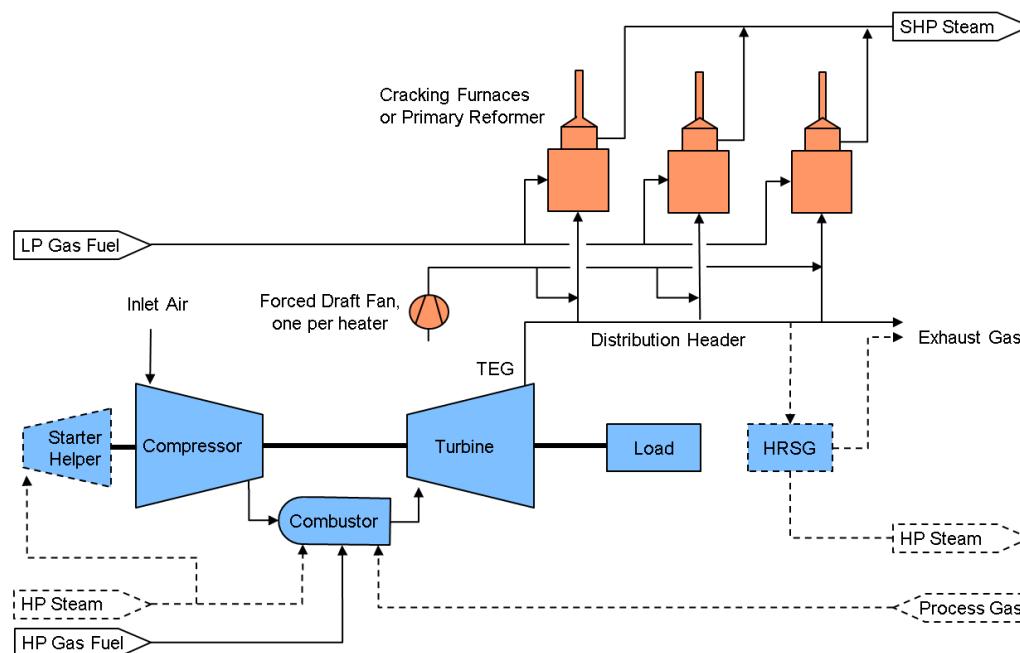 SHP Steam
Cracking Furnaces
or Primary Reformer
LP Gas Fuel
Inlet Air
Forced Draft Fan,
one per heater
Distribution Header
Exhaust Gas
TEG
Starter
Helper
Compressor
Turbine
Load
HRSG
Combustor
HP Steam
HP Steam
Process Gas
HP Gas Fuel